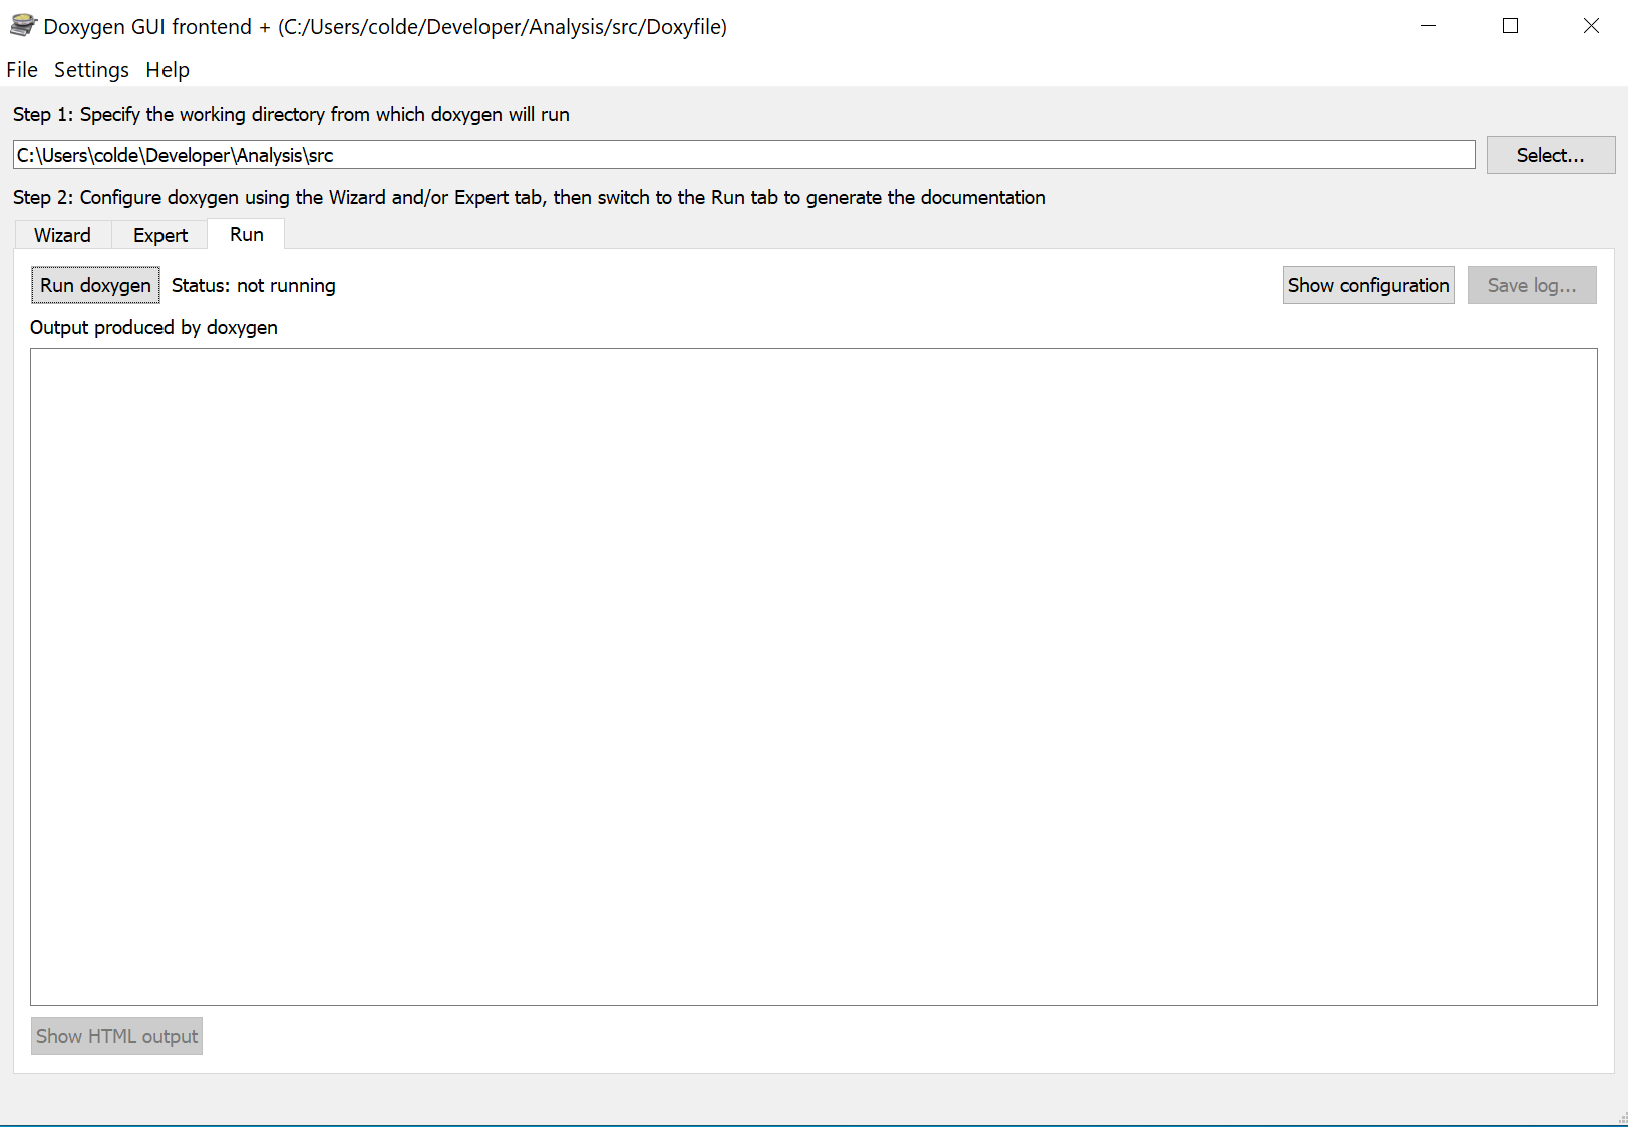 Doxygen GUI frontend + (C:/Users/colde/Developer/Analysis/src/Doxyfile)
File Settings Help
Step 1: Specify the working directory from which doxygen will run
C:\Users\colde\Developer\Analysis\src
Select...
Step 2: Configure doxygen using the Wizard and/or Expert tab, then switch to the Run tab to generate the documentation
Wizard Expert Run
Run doxygen Status: not running Show configuration Save log...
Output produced by doxygen
Show HTML output